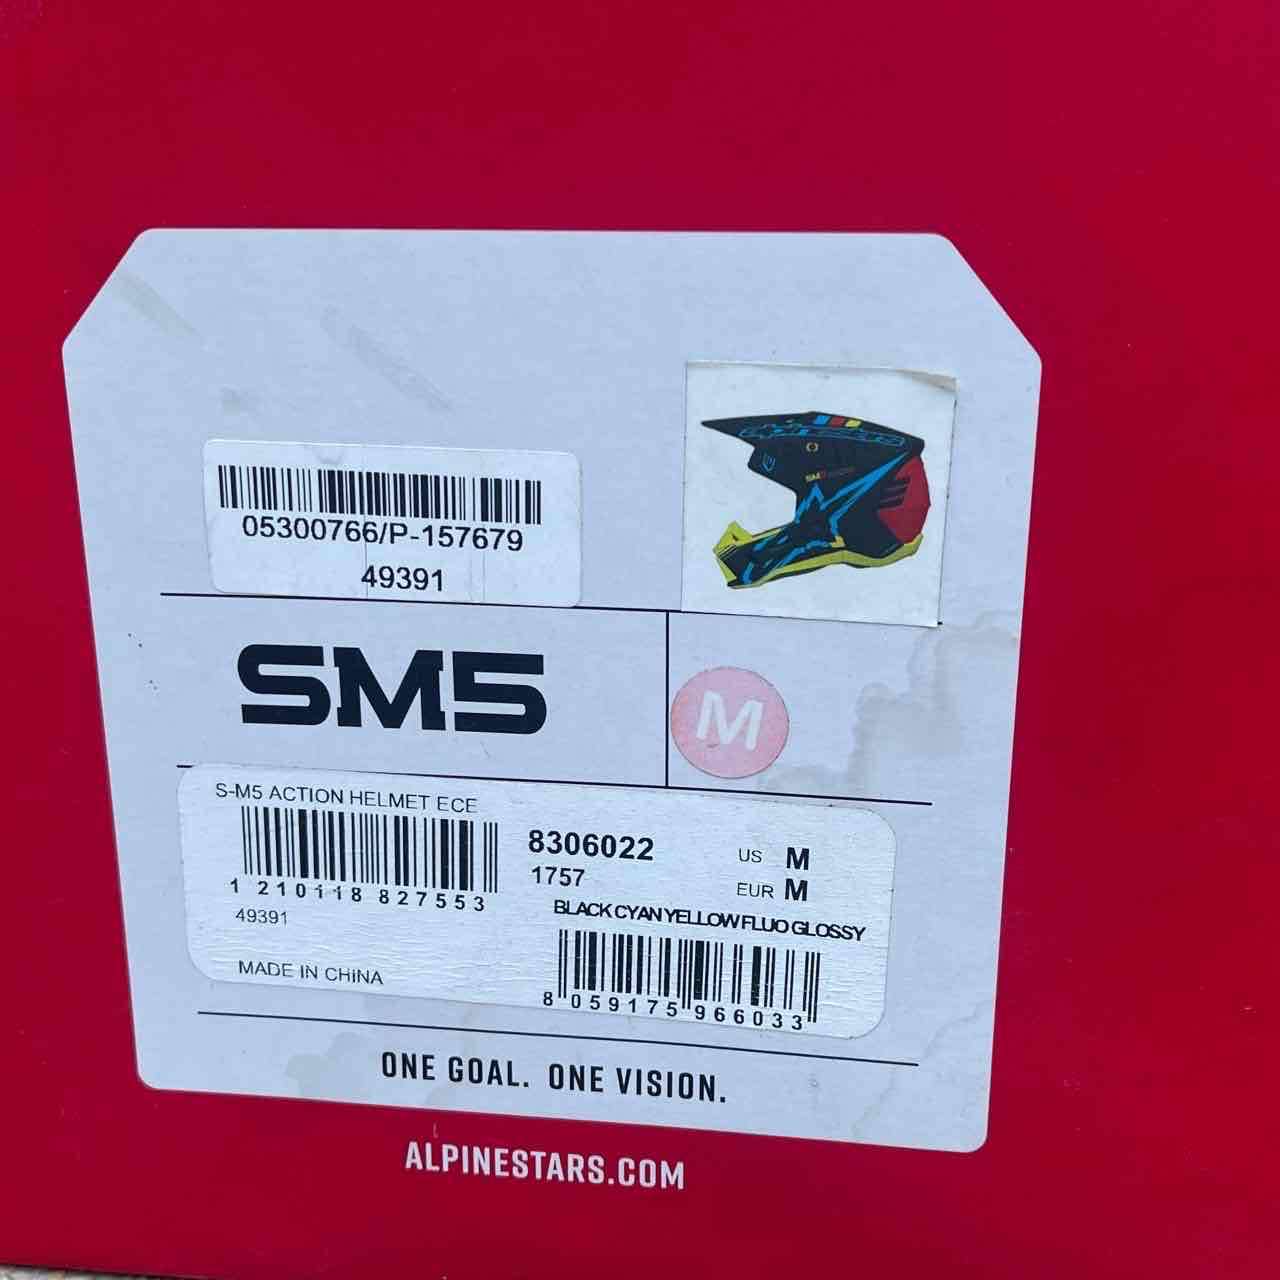 05300766/P-157679
49391
SM5
M
S-M5 ACTION HELMET ECE
1 210118 827553
49391
MADE IN CHINA
8306022
1757
US M
EUR M
BLACK CYAN YELLOW FLUO GLOSSY
8 059175 966033
ONE GOAL. ONE VISION.
ALPINESTARS.COM